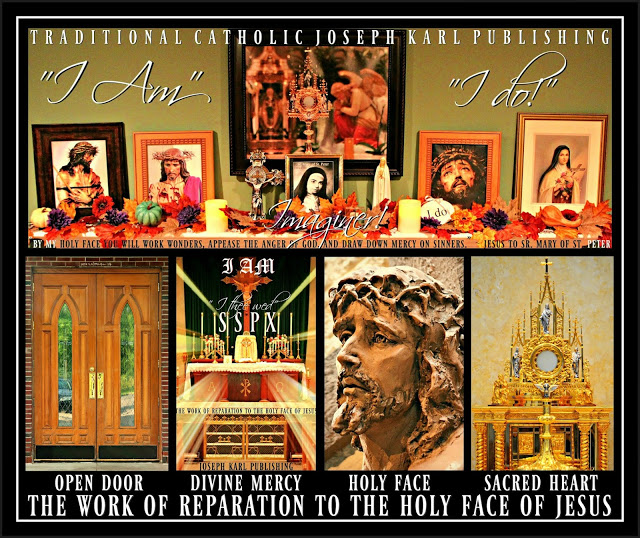 TRADITIONAL CATHOLIC JOSEPH KARL PUBLISHING
"I Am"
"I do!"
I do
Imaginer!
BY MY HOLY FACE YOU WILL WORK WONDERS, APPEASE THE ANGER OF GOD, AND DRAW DOWN MERCY ON SINNERS. JESUS TO SR. MARY OF ST. PETER
I AM
"I thee wed"
SSPX
THE WORK OF REPARATION TO THE HOLY FACE OF JESUS
JOSEPH KARL PUBLISHING
OPEN DOOR
DIVINE MERCY
HOLY FACE
SACRED HEART
THE WORK OF REPARATION TO THE HOLY FACE OF JESUS